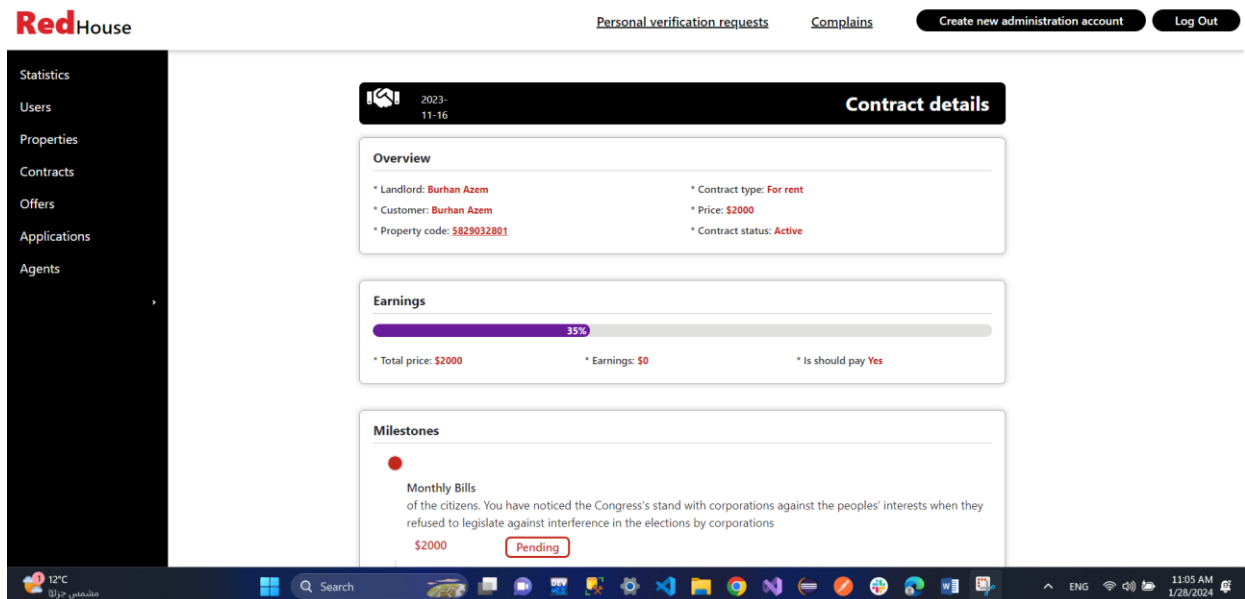 RedHouse
Personal verification requests
Complains
Create new administration account
Log Out
Statistics
Users
Properties
Contracts
Offers
Applications
Agents
2023-
11-16
Contract details
Overview
* Landlord: Burhan Azem
* Contract type: For rent
* Customer: Burhan Azem
* Price: $2000
* Property code: 5829032801
* Contract status: Active
Earnings
35%
* Total price: $2000
* Earnings: $0
* Is should pay Yes
Milestones
Monthly Bills
of the citizens. You have noticed the Congress's stand with corporations against the peoples' interests when they
refused to legislate against interference in the elections by corporations
$2000
Pending
1
12°C
مشمس جزئيًا
Search
DEV
ENG
11:05 AM
1/28/2024